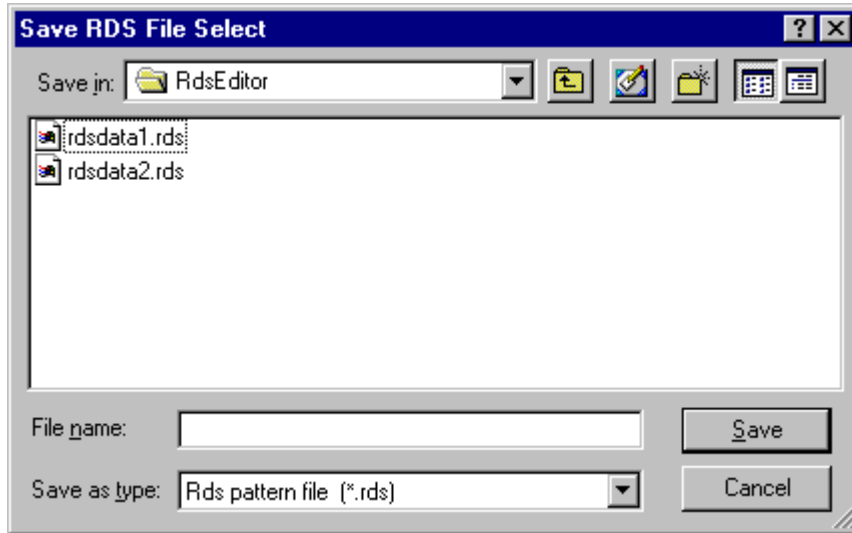 Save RDS File Select
Save in: RdsEditor
rdsdata1.rds
rdsdata2.rds
File name: Save
Save as type: Rds pattern file (*.rds) Cancel